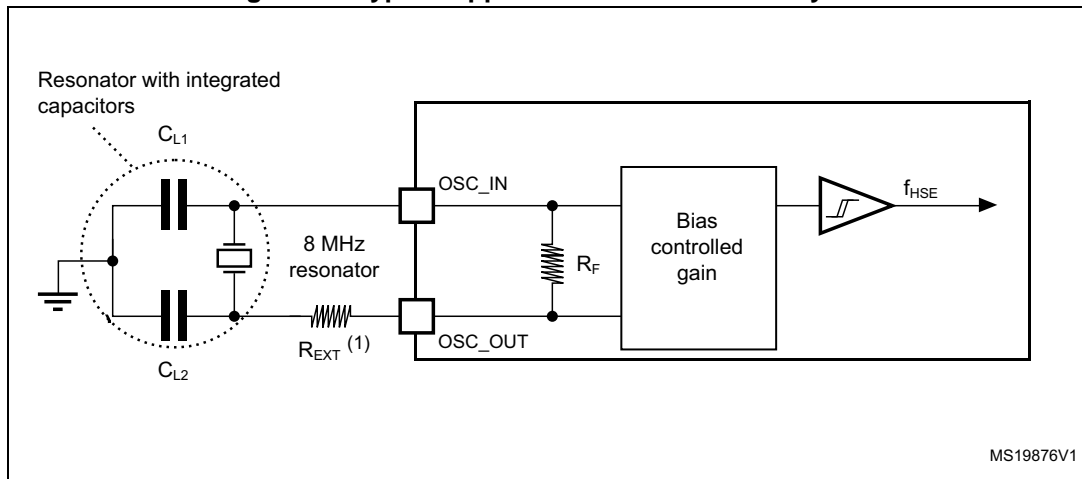 Resonator with integrated
capacitors
CL1
OSC_IN
fHSE
8 MHz
resonator
RF
Bias
controlled
gain
REXT (1)
OSC_OUT
CL2
MS19876V1